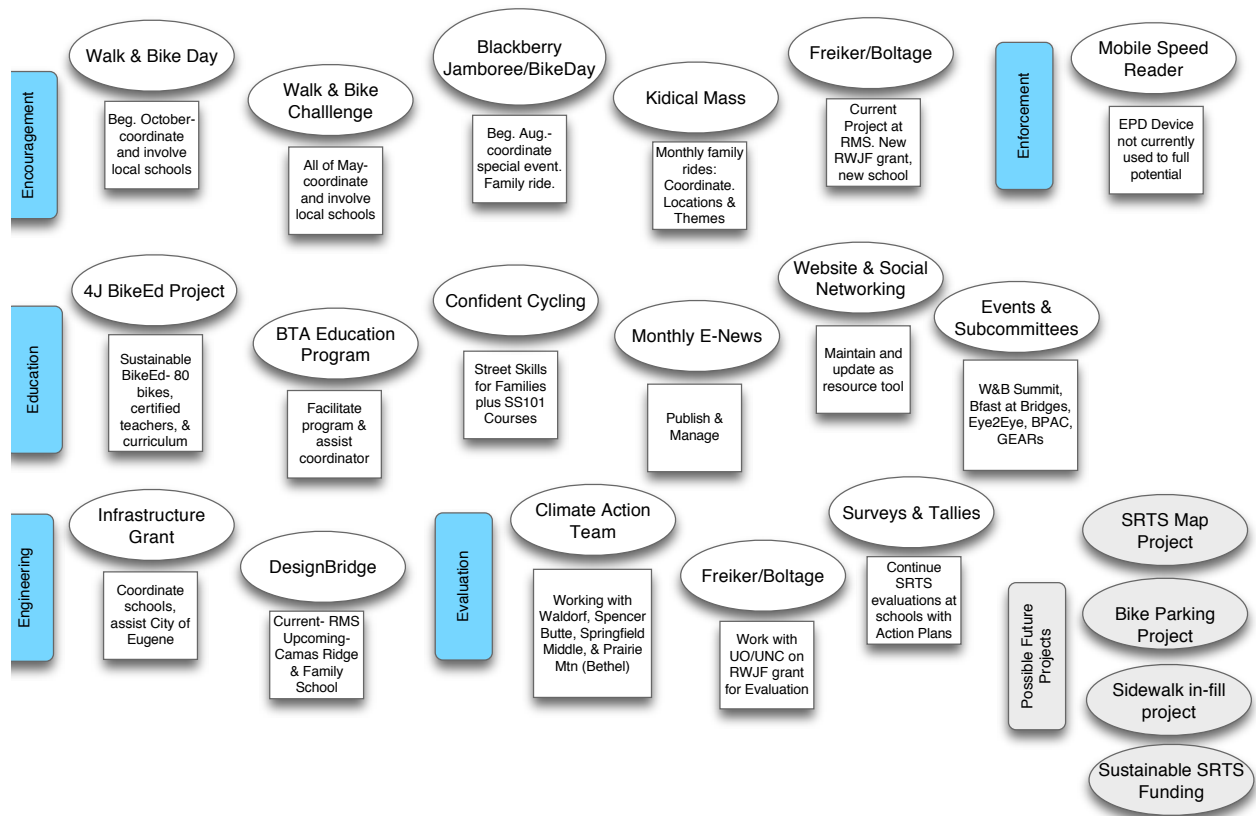 Encouragement
Walk & Bike Day
Beg. October-
coordinate
and involve
local schools
Walk & Bike
Challlenge
All of May-
coordinate
and involve
local schools
Blackberry
Jamboree/BikeDay
Beg. Aug.-
coordinate
special event.
Family ride.
Kidical Mass
Monthly family
rides:
Coordinate.
Locations &
Themes
Freiker/Boltage
Current
Project at
RMS. New
RWJF grant,
new school
Enforcement
Mobile Speed
Reader
EPD Device
not currently
used to full
potential
Education
4J BikeEd Project
Sustainable
BikeEd- 80
bikes,
certified
teachers, &
curriculum
BTA Education
Program
Facilitate
program &
assist
coordinator
Confident Cycling
Street Skills
for Families
plus SS101
Courses
Monthly E-News
Publish &
Manage
Website & Social
Networking
Maintain and
update as
resource tool
Events &
Subcommittees
W&B Summit,
Bfast at Bridges,
Eye2Eye, BPAC,
GEARs
Engineering
Infrastructure
Grant
Coordinate
schools,
assist City of
Eugene
DesignBridge
Current- RMS
Upcoming-
Camas Ridge
& Family
School
Evaluation
Climate Action
Team
Working with
Waldorf, Spencer
Butte, Springfield
Middle, & Prairie
Mtn (Bethel)
Freiker/Boltage
Work with
UO/UNC on
RWJF grant
for Evaluation
Surveys & Tallies
Continue
SRTS
evaluations at
schools with
Action Plans
Possible Future
Projects
SRTS Map
Project
Bike Parking
Project
Sidewalk in-fill
project
Sustainable SRTS
Funding